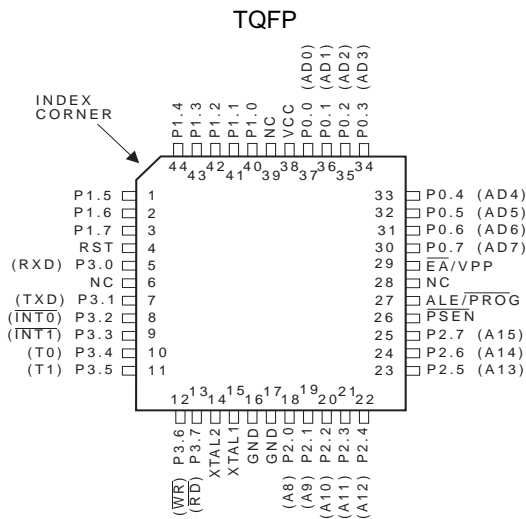 TQFP
INDEX
CORNER
P1.4
P1.3
P1.2
P1.1
P1.0
NC
VCC
P0.0 (AD0)
P0.1 (AD1)
P0.2 (AD2)
P0.3 (AD3)
44
43
42
41
40
39
38
37
36
35
34
P1.5 1
P1.6 2
P1.7 3
RST 4
(RXD) P3.0 5
NC 6
(TXD) P3.1 7
(INT0) P3.2 8
(INT1) P3.3 9
(T0) P3.4 10
(T1) P3.5 11
33 P0.4 (AD4)
32 P0.5 (AD5)
31 P0.6 (AD6)
30 P0.7 (AD7)
29 EA/VPP
28 NC
27 ALE/PROG
26 PSEN
25 P2.7 (A15)
24 P2.6 (A14)
23 P2.5 (A13)
12
13
14
15
16
17
18
19
20
21
22
(WR) P3.6
(RD) P3.7
XTAL2
XTAL1
GND
GND
(A8) P2.0
(A9) P2.1
(A10) P2.2
(A11) P2.3
(A12) P2.4